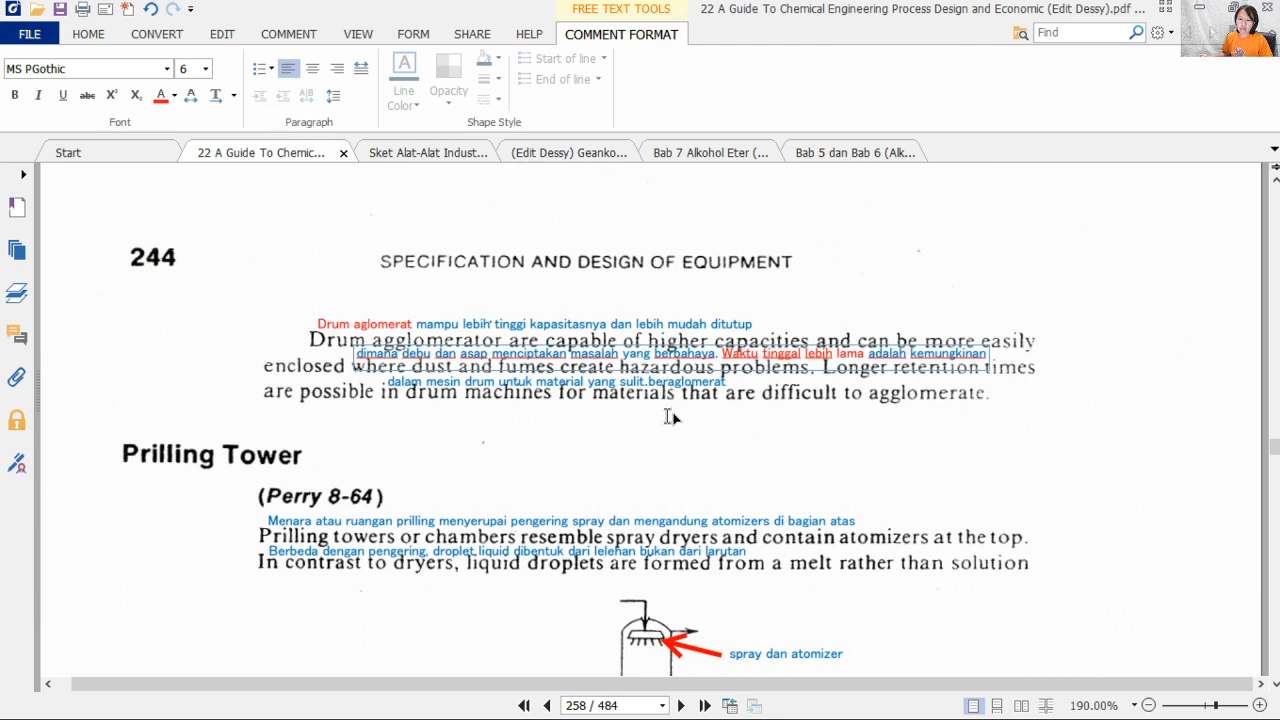 FREE TEXT TOOLS
22 A Guide To Chemical Engineering Process Design and Economic (Edit Dessy).pdf ...
FILE HOME CONVERT EDIT COMMENT VIEW FORM SHARE HELP COMMENT FORMAT Find
MS PGothic 6 Start of line
Line Color Opacity End of line
B I U abc X² X₂ A A T
Font Paragraph Shape Style
Start 22 A Guide To Chemic... Sket Alat-Alat Indust... (Edit Dessy) Geanko... Bab 7 Alkohol Eter (... Bab 5 dan Bab 6 (Alk...
244 SPECIFICATION AND DESIGN OF EQUIPMENT
Drum aglomerat mampu lebih tinggi kapasitasnya dan lebih mudah ditutup
Drum agglomerator are capable of higher capacities and can be more easily
dimana debu dan asap menciptakan masalah yang berbahaya. Waktu tinggal lebih lama adalah kemungkinan
enclosed where dust and fumes create hazardous problems. Longer retention times
dalam mesin drum untuk material yang sulit beraglomerat
are possible in drum machines for materials that are difficult to agglomerate.
Prilling Tower
(Perry 8-64)
Menara atau ruangan prilling menyerupai pengering spray dan mengandung atomizers di bagian atas
Prilling towers or chambers resemble spray dryers and contain atomizers at the top.
Berbeda dengan pengering, droplet liquid dibentuk dari lelehan bukan dari larutan
In contrast to dryers, liquid droplets are formed from a melt rather than solution
spray dan atomizer
258 / 484 190.00%